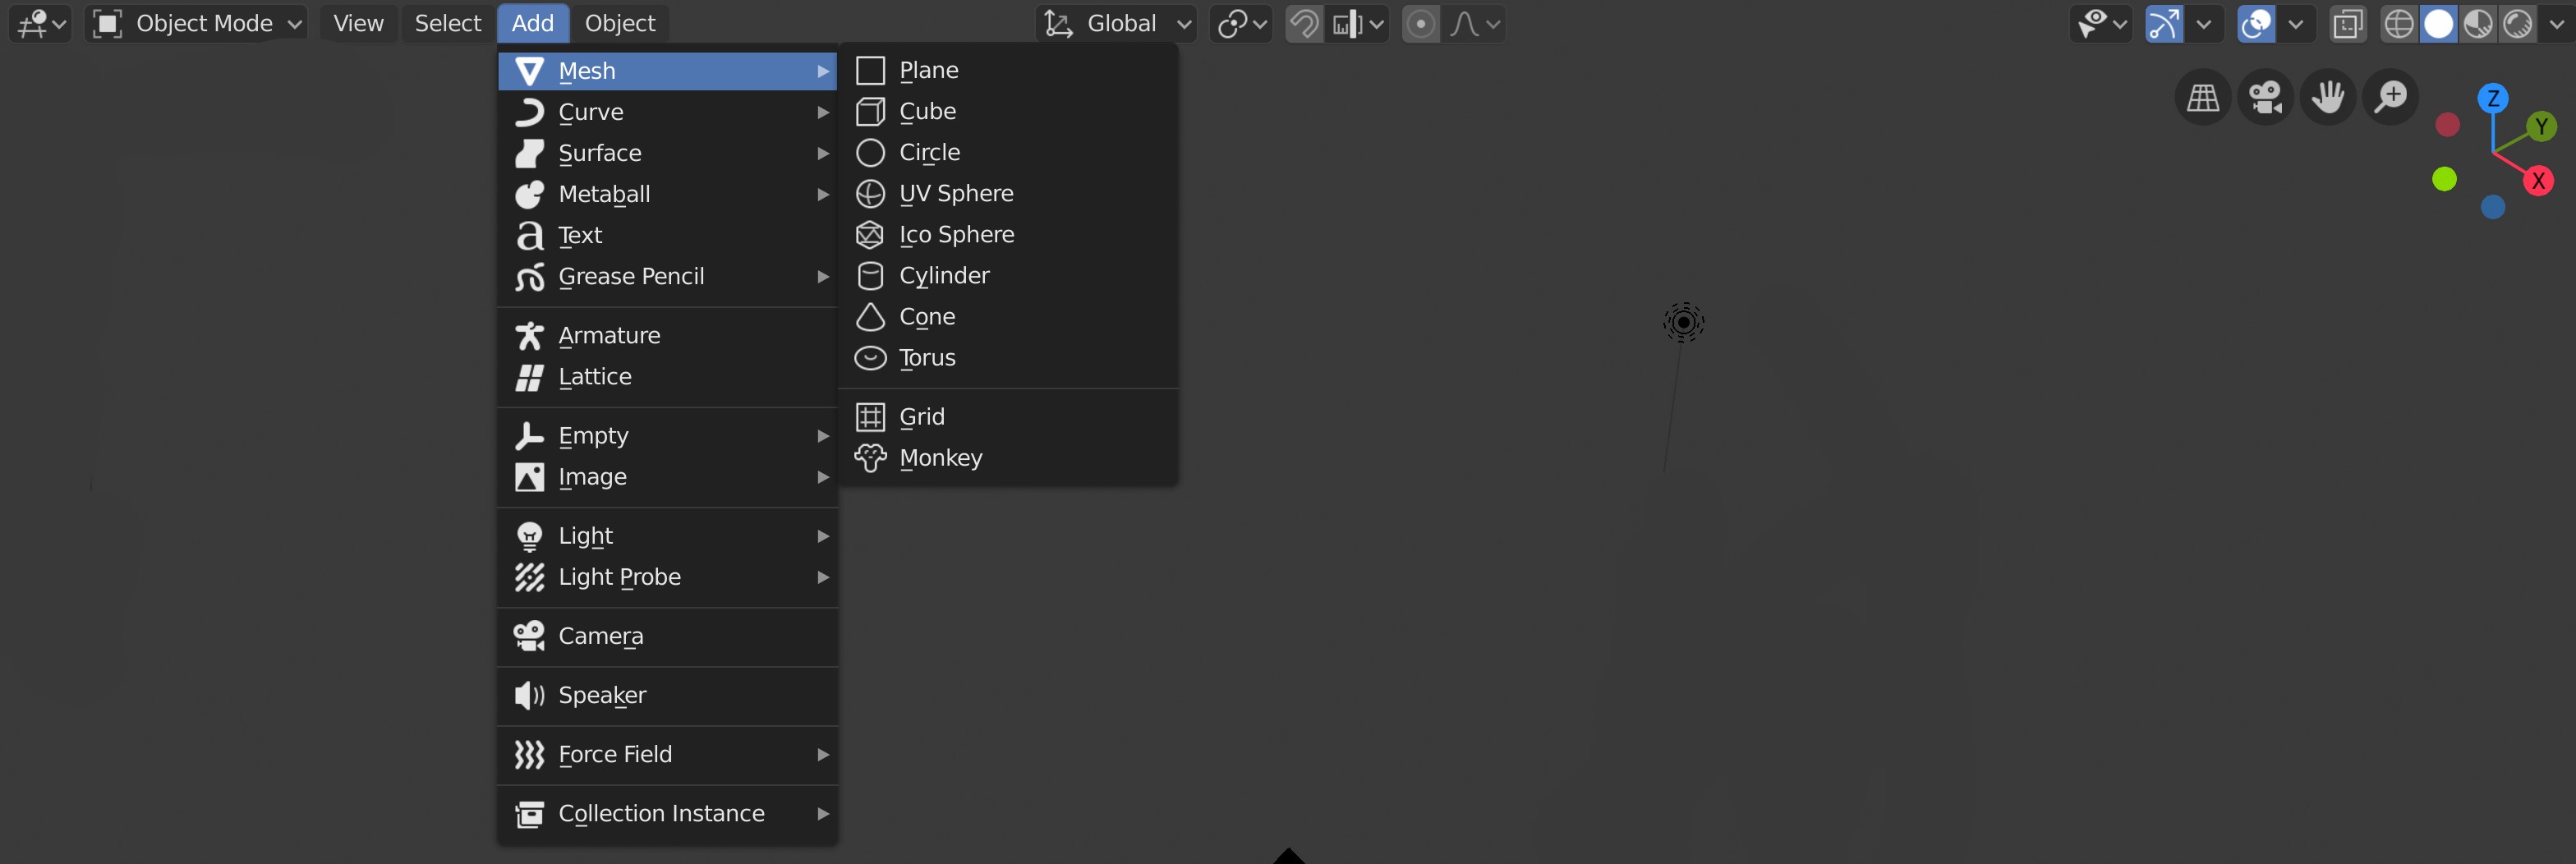 Object Mode View Select Add Object Global
Mesh
Curve
Surface
Metaball
Text
Grease Pencil
Armature
Lattice
Empty
Image
Light
Light Probe
Camera
Speaker
Force Field
Collection Instance
Plane
Cube
Circle
UV Sphere
Ico Sphere
Cylinder
Cone
Torus
Grid
Monkey
Z
Y
X